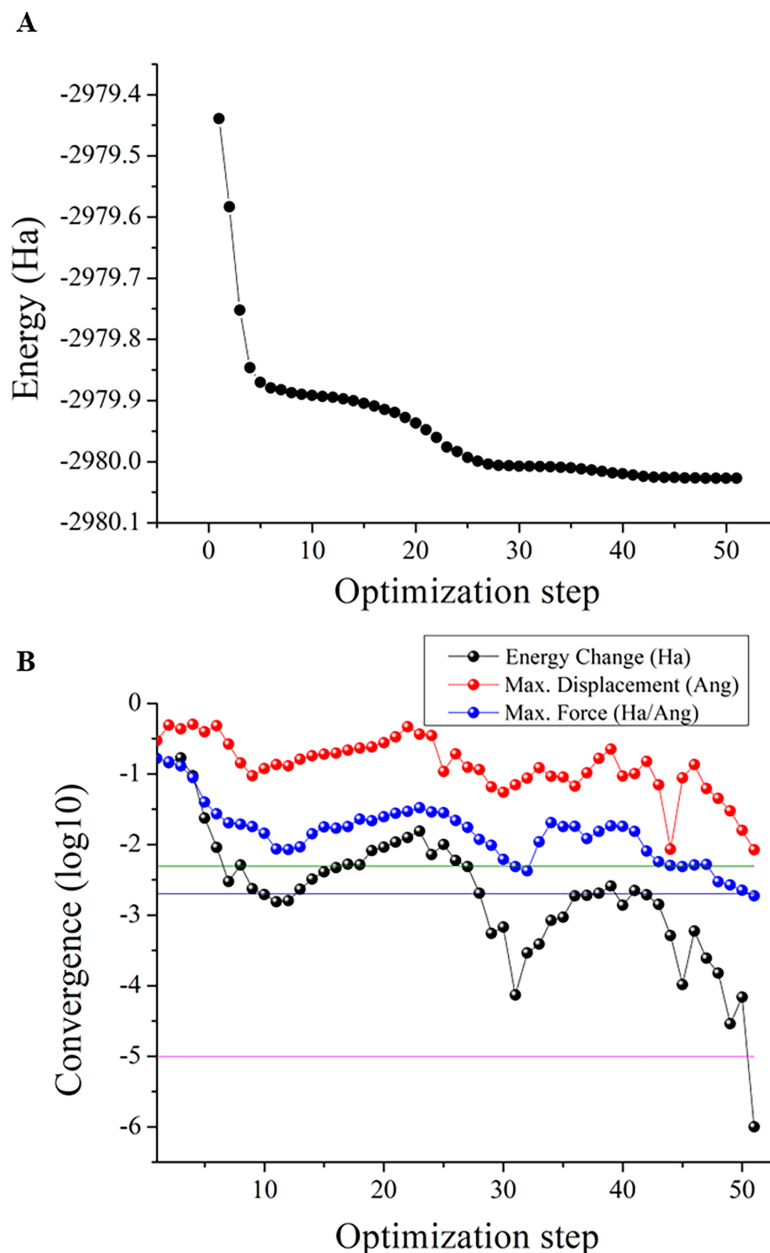 A
-2979.4
-2979.5
-2979.6
-2979.7
-2979.8
-2979.9
-2980.0
-2980.1
Energy (Ha)
0 10 20 30 40 50
Optimization step
B
Energy Change (Ha)
Max. Displacement (Ang)
Max. Force (Ha/Ang)
0
-1
-2
-3
-4
-5
-6
Convergence (log10)
10 20 30 40 50
Optimization step